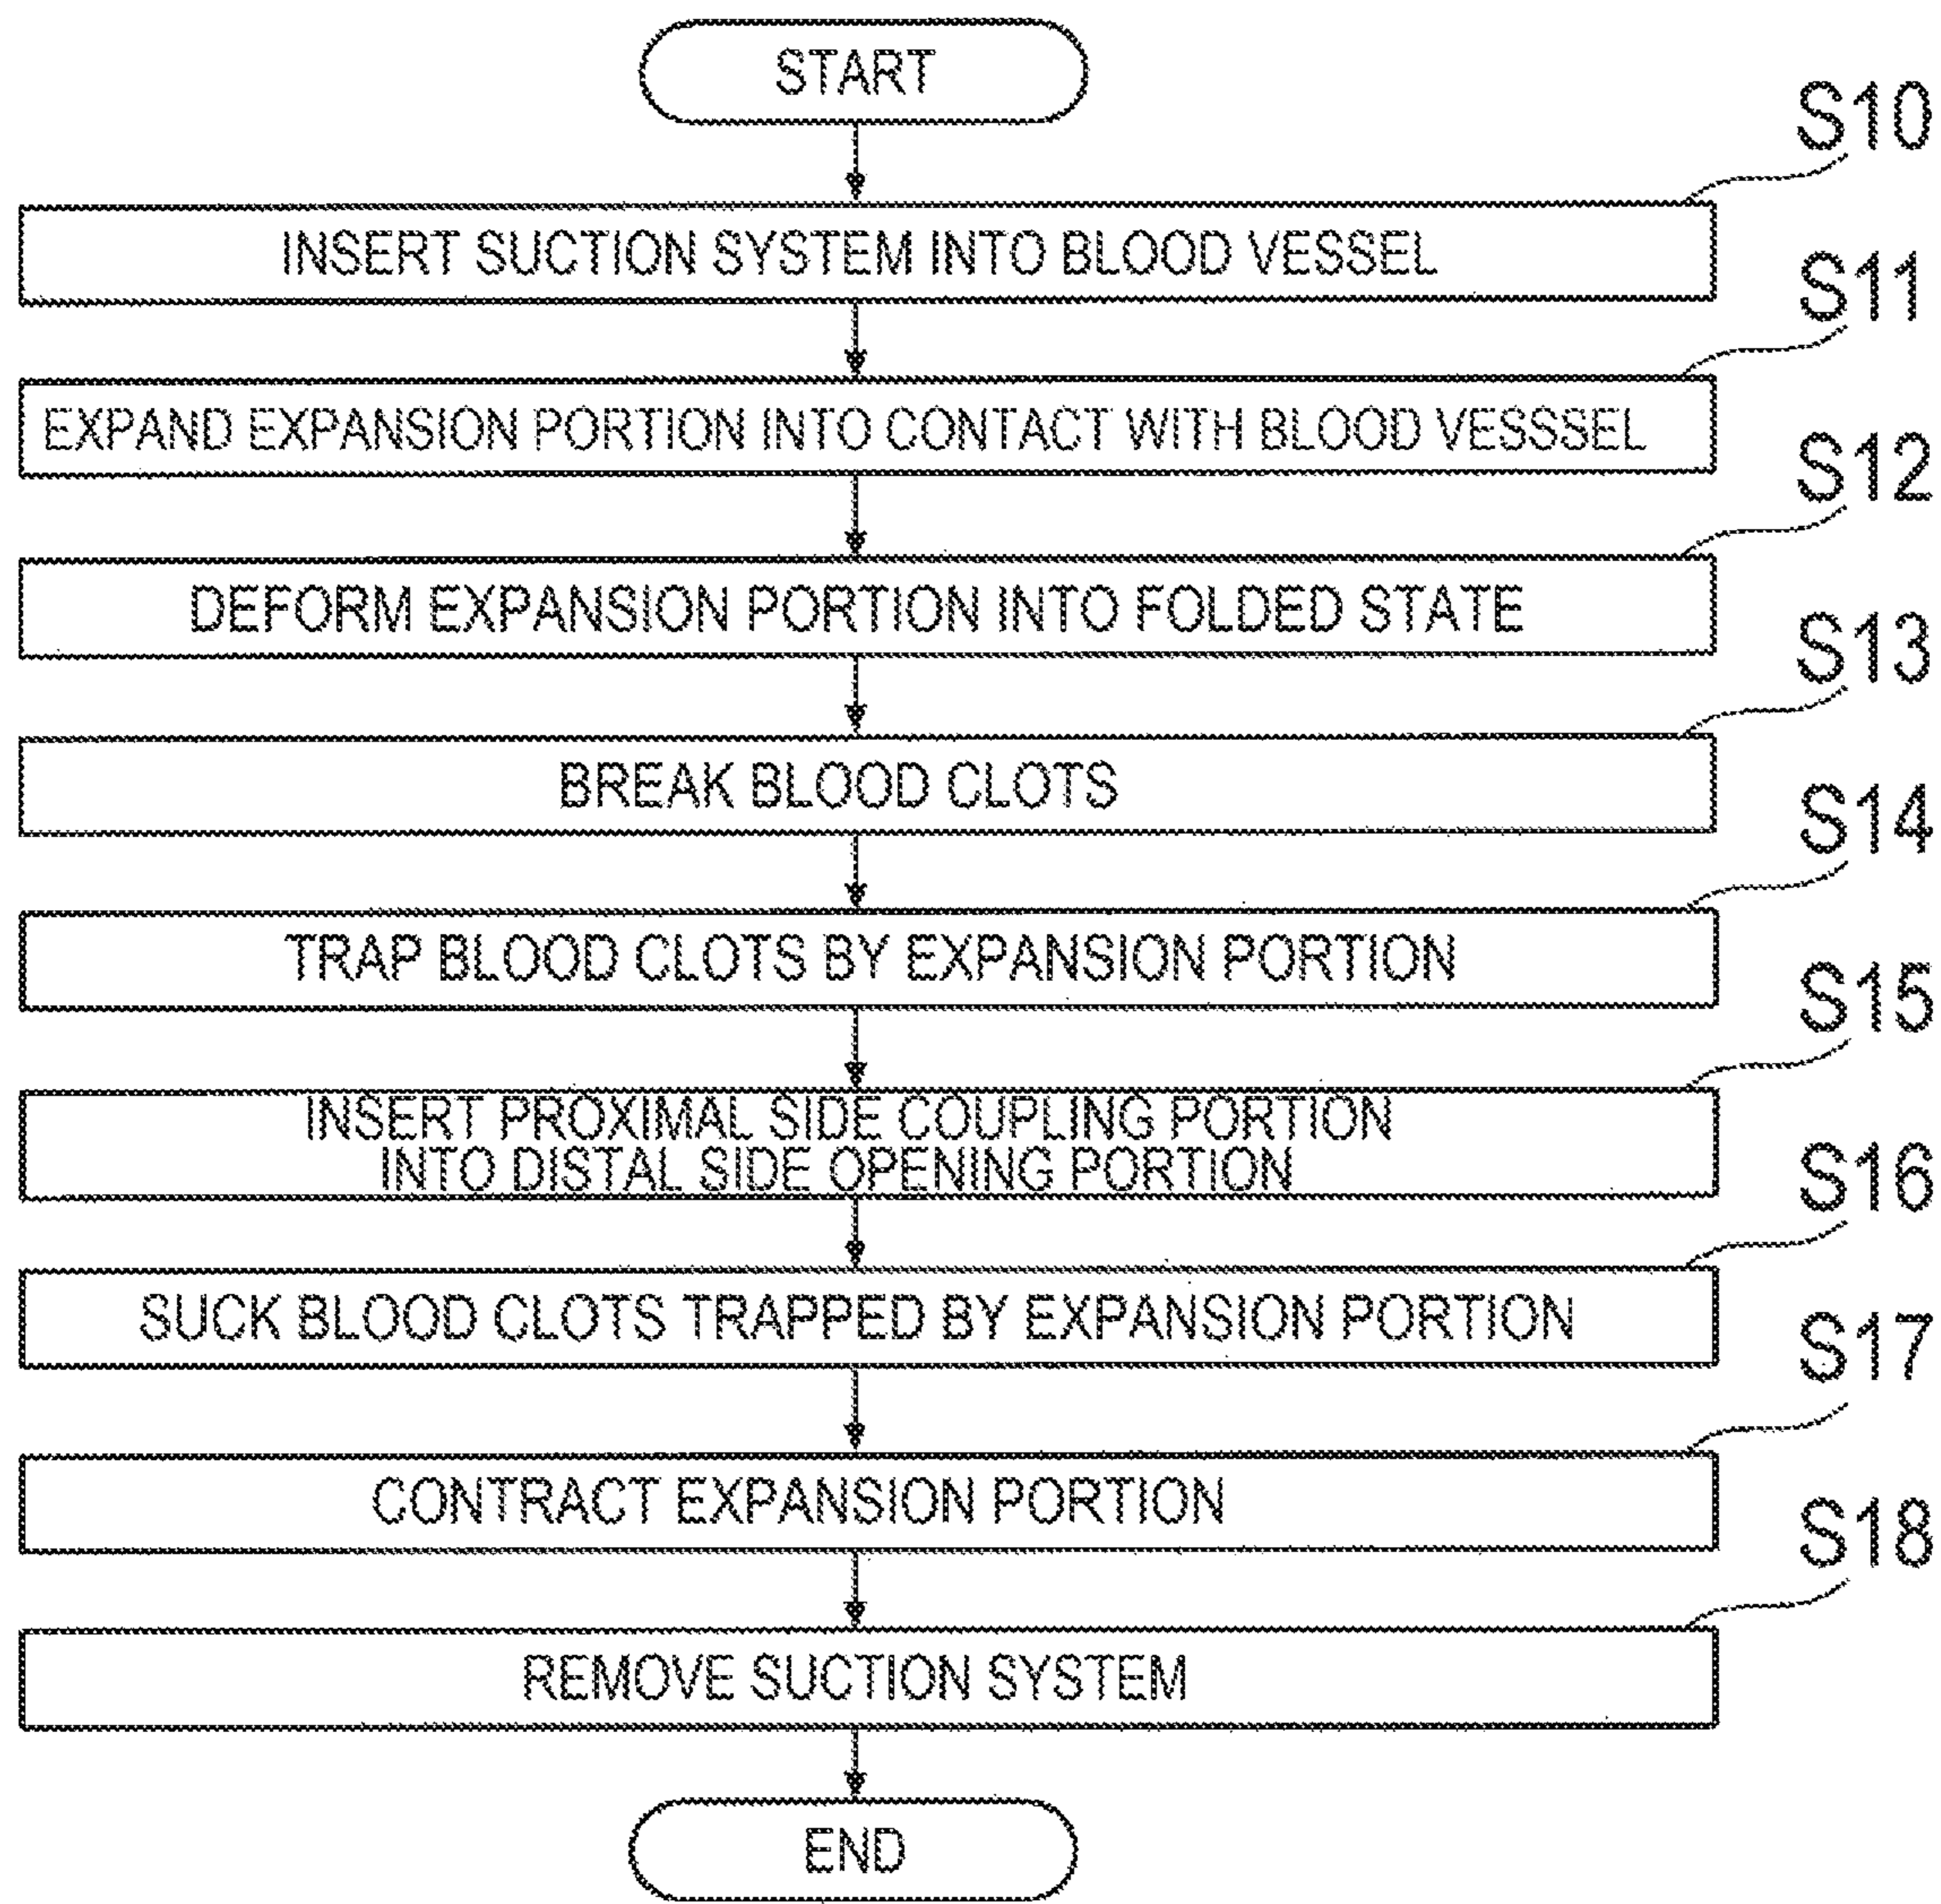 START
S10
INSERT SUCTION SYSTEM INTO BLOOD VESSEL
S11
EXPAND EXPANSION PORTION INTO CONTACT WITH BLOOD VESSSEL
S12
DEFORM EXPANSION PORTION INTO FOLDED STATE
S13
BREAK BLOOD CLOTS
S14
TRAP BLOOD CLOTS BY EXPANSION PORTION
S15
INSERT PROXIMAL SIDE COUPLING PORTION
INTO DISTAL SIDE OPENING PORTION
S16
SUCK BLOOD CLOTS TRAPPED BY EXPANSION PORTION
S17
CONTRACT EXPANSION PORTION
S18
REMOVE SUCTION SYSTEM
END